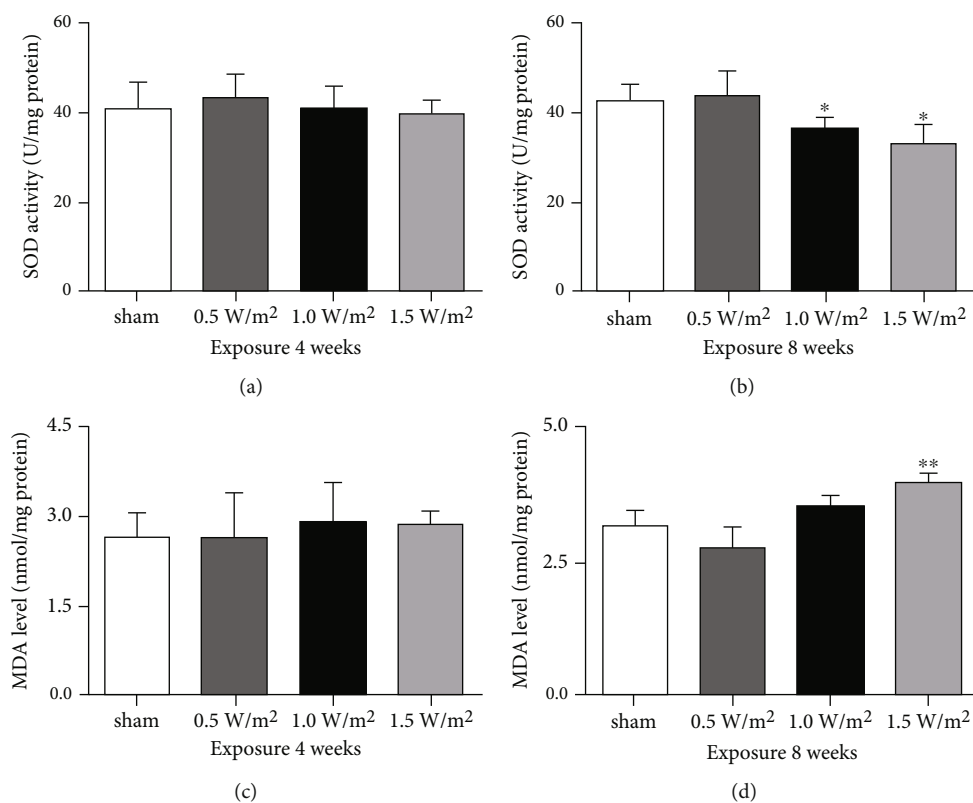 60
40
20
0
SOD activity (U/mg protein)
sham 0.5 W/m² 1.0 W/m² 1.5 W/m²
Exposure 4 weeks
(a)
60
40
20
0
SOD activity (U/mg protein)
* *
sham 0.5 W/m² 1.0 W/m² 1.5 W/m²
Exposure 8 weeks
(b)
4.5
3.0
1.5
0.0
MDA level (nmol/mg protein)
sham 0.5 W/m² 1.0 W/m² 1.5 W/m²
Exposure 4 weeks
(c)
5.0
2.5
0.0
MDA level (nmol/mg protein)
**
sham 0.5 W/m² 1.0 W/m² 1.5 W/m²
Exposure 8 weeks
(d)